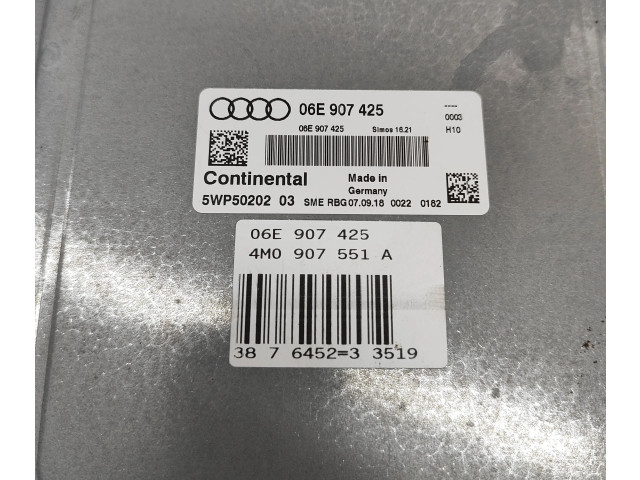 06E 907 425
----
0003
06E 907 425 Simos 16.21
H10
Continental
Made in
Germany
5WP50202 03 SME RBG 07.09.18 0022 0182
06E 907 425
4M0 907 551 A
38 7 6452=3 3519